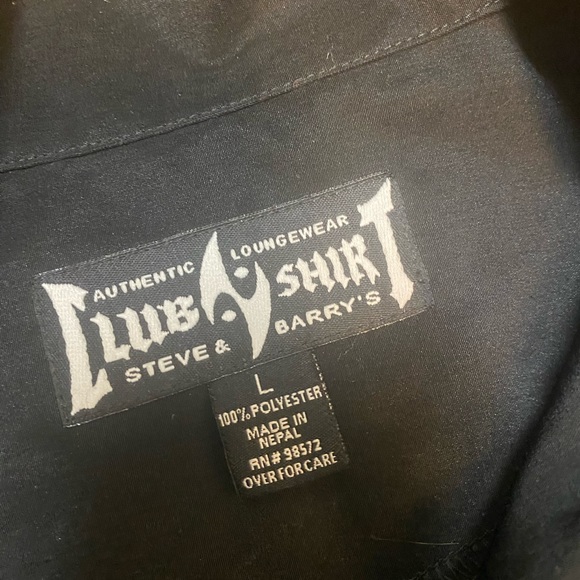 AUTHENTIC LOUNGEWEAR
CLUB SHIRT
STEVE & BARRY'S
L
100% POLYESTER
MADE IN
NEPAL
RN# 98572
OVER FOR CARE